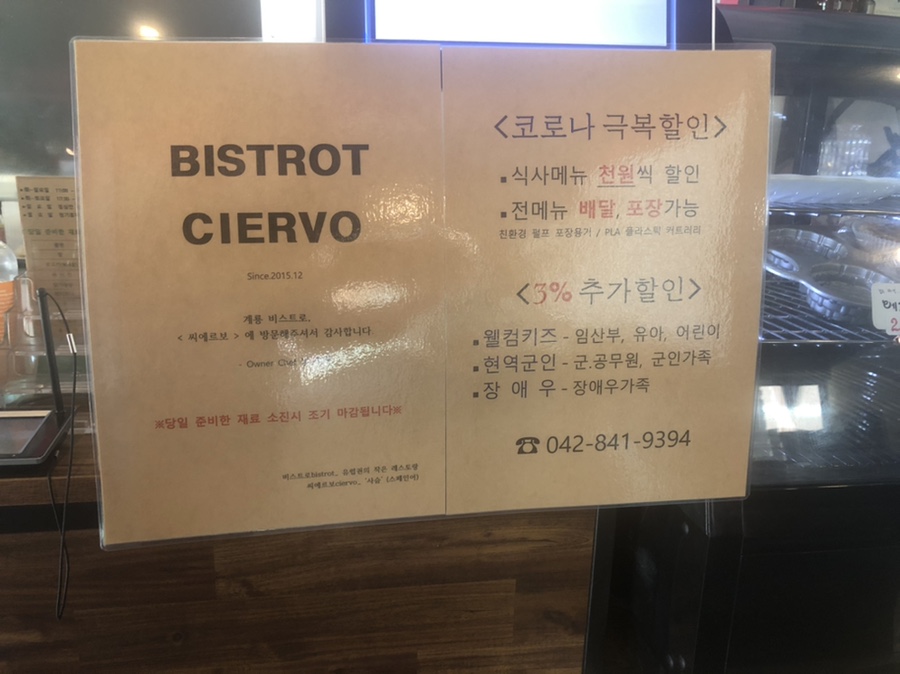 BISTROT
CIERVO
Since.2015.12
계룡 비스트로,
< 씨에르보 > 에 방문해주셔서 감사합니다.
- Owner Chef
※당일 준비한 재료 소진시 조기 마감됩니다※
비스트로bistrot_ 유럽권의 작은 레스토랑
씨에르보ciervo_ '사슴' (스페인어)
<코로나 극복할인>
▪식사메뉴 천원씩 할인
▪전메뉴 배달, 포장가능
친환경 펄프 포장용기 / PLA 플라스틱 커트러리
<3% 추가할인>
▪웰컴키즈 - 임산부, 유아, 어린이
▪현역군인 - 군.공무원, 군인가족
▪장 애 우 - 장애우가족
☎ 042-841-9394